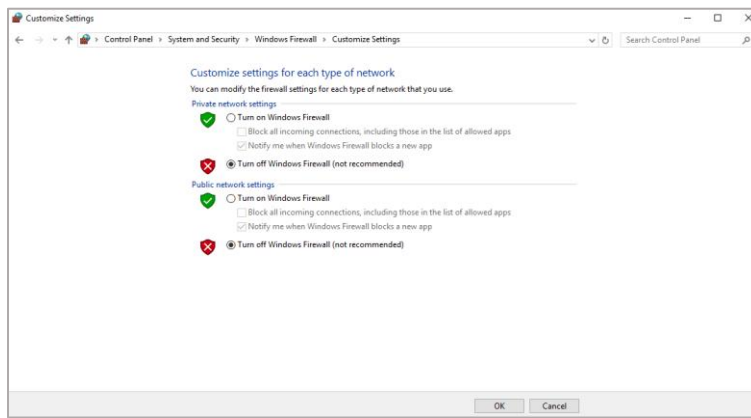 Customize Settings
Control Panel > System and Security > Windows Firewall > Customize Settings
Search Control Panel
Customize settings for each type of network
You can modify the firewall settings for each type of network that you use.
Private network settings
Turn on Windows Firewall
Block all incoming connections, including those in the list of allowed apps
Notify me when Windows Firewall blocks a new app
Turn off Windows Firewall (not recommended)
Public network settings
Turn on Windows Firewall
Block all incoming connections, including those in the list of allowed apps
Notify me when Windows Firewall blocks a new app
Turn off Windows Firewall (not recommended)
OK Cancel